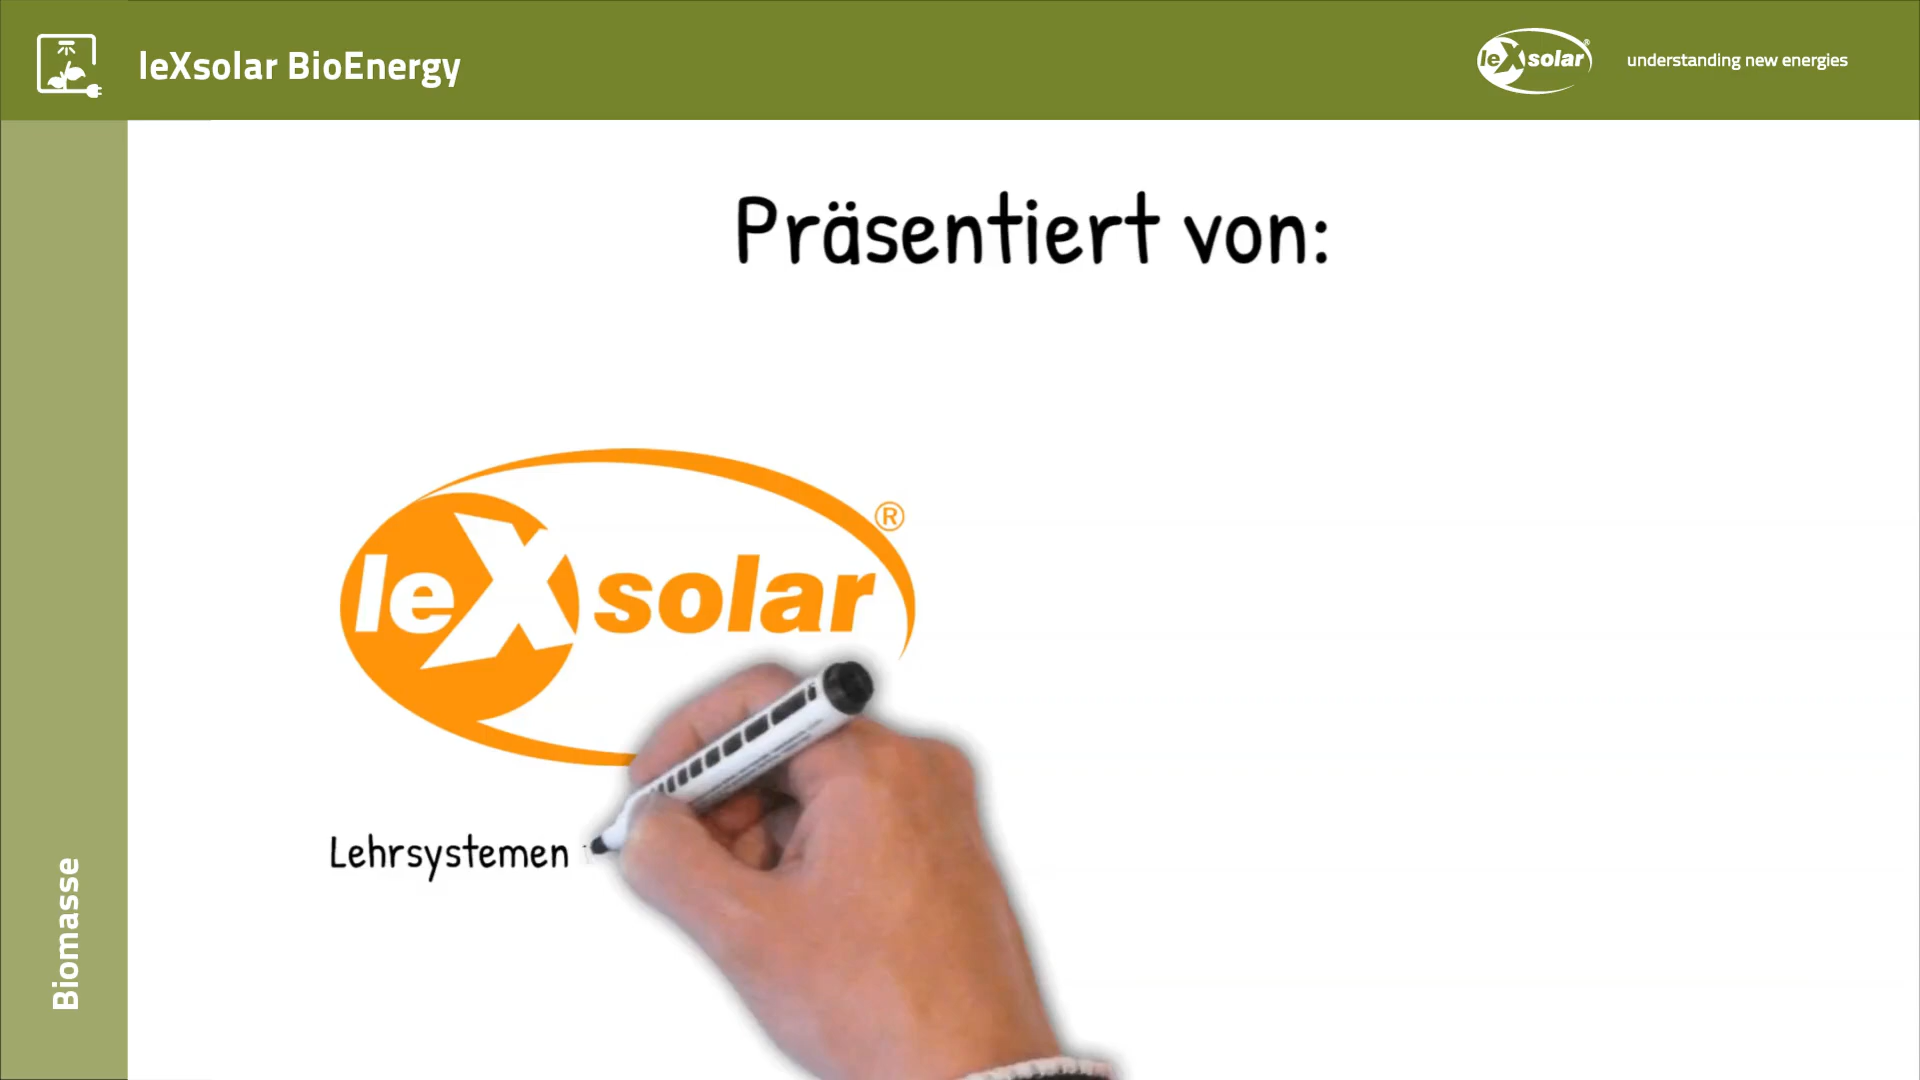 leXsolar BioEnergy
leXsolar®
understanding new energies
Präsentiert von:
leXsolar®
Lehrsystemen
Biomasse